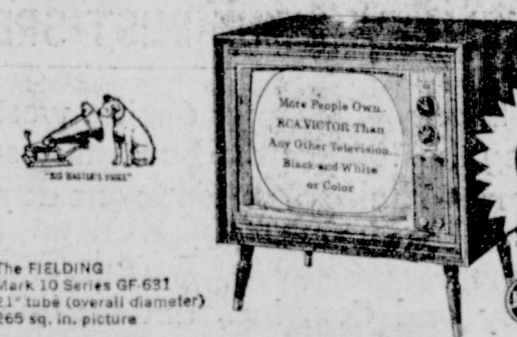 More People Own
RCA VICTOR Than
Any Other Television...
Black and White
or Color
"HIS MASTER'S VOICE"
The FIELDING
Mark 10 Series GF-631
21" tube (overall diameter)
265 sq. in. picture